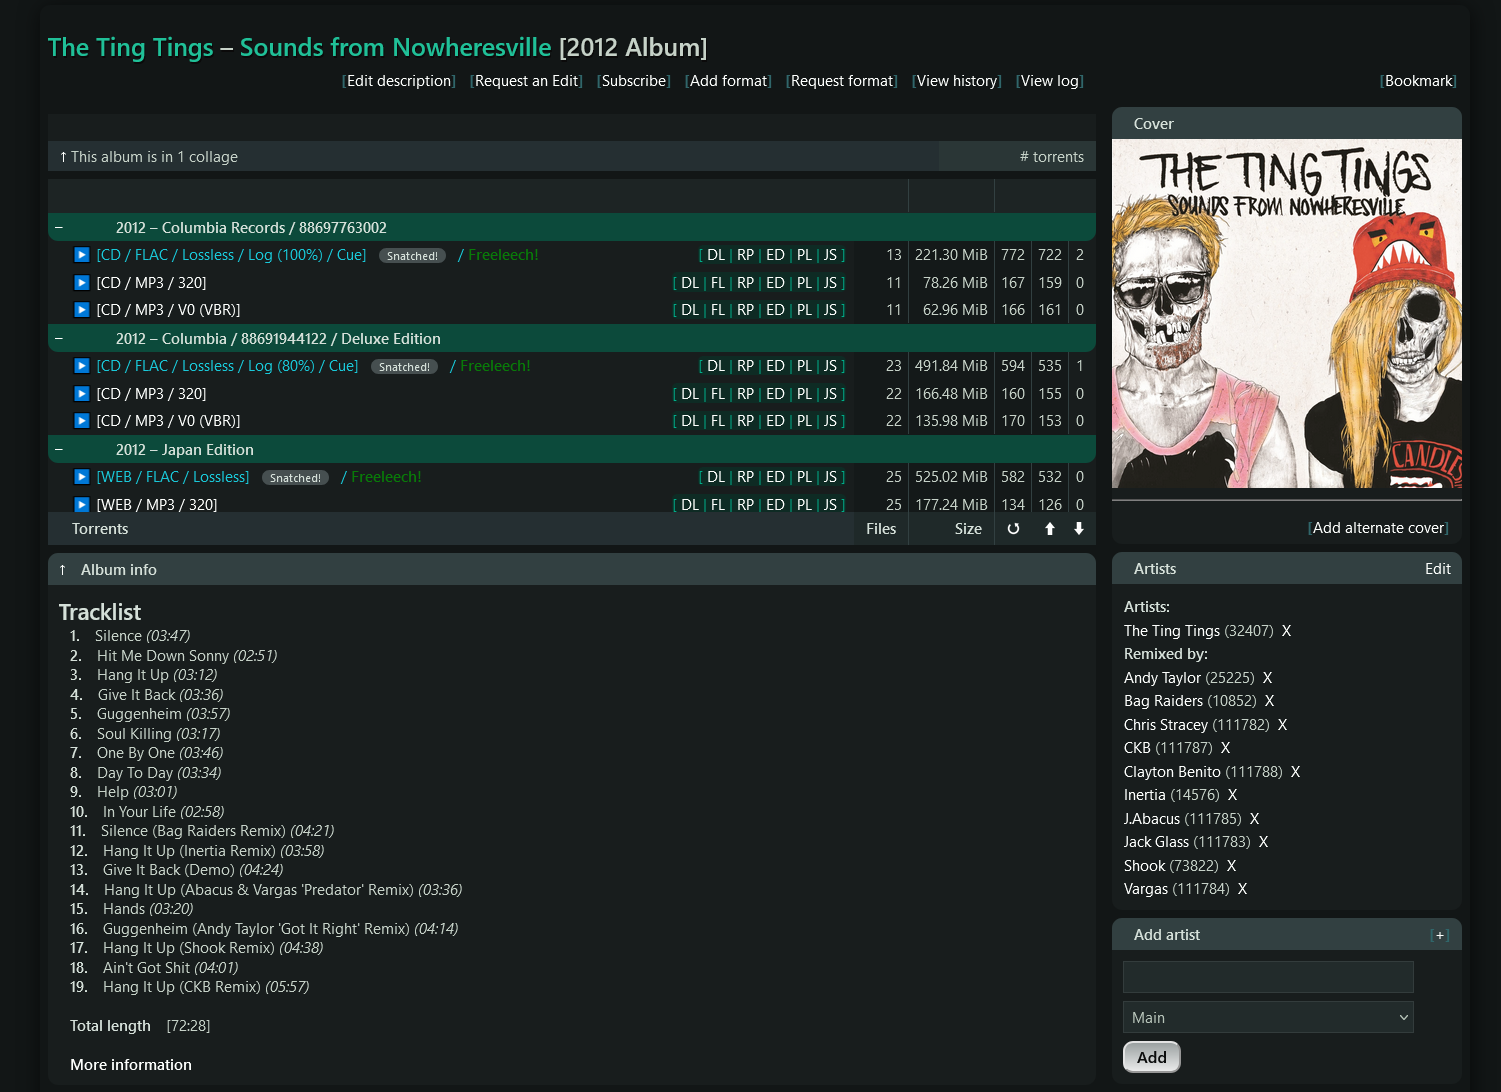 The Ting Tings – Sounds from Nowheresville [2012 Album]
[Edit description] [Request an Edit] [Subscribe] [Add format] [Request format] [View history] [View log] [Bookmark]
↑ This album is in 1 collage # torrents
− 2012 – Columbia Records / 88697763002
[CD / FLAC / Lossless / Log (100%) / Cue] Snatched! / Freeleech! [ DL | RP | ED | PL | JS ] 13 221.30 MiB 772 722 2
[CD / MP3 / 320] [ DL | FL | RP | ED | PL | JS ] 11 78.26 MiB 167 159 0
[CD / MP3 / V0 (VBR)] [ DL | FL | RP | ED | PL | JS ] 11 62.96 MiB 166 161 0
− 2012 – Columbia / 88691944122 / Deluxe Edition
[CD / FLAC / Lossless / Log (80%) / Cue] Snatched! / Freeleech! [ DL | RP | ED | PL | JS ] 23 491.84 MiB 594 535 1
[CD / MP3 / 320] [ DL | FL | RP | ED | PL | JS ] 22 166.48 MiB 160 155 0
[CD / MP3 / V0 (VBR)] [ DL | FL | RP | ED | PL | JS ] 22 135.98 MiB 170 153 0
− 2012 – Japan Edition
[WEB / FLAC / Lossless] Snatched! / Freeleech! [ DL | RP | ED | PL | JS ] 25 525.02 MiB 582 532 0
[WEB / MP3 / 320] [ DL | FL | RP | ED | PL | JS ] 25 177.24 MiB 134 126 0
Torrents Files Size
↑ Album info
Tracklist
1. Silence (03:47)
2. Hit Me Down Sonny (02:51)
3. Hang It Up (03:12)
4. Give It Back (03:36)
5. Guggenheim (03:57)
6. Soul Killing (03:17)
7. One By One (03:46)
8. Day To Day (03:34)
9. Help (03:01)
10. In Your Life (02:58)
11. Silence (Bag Raiders Remix) (04:21)
12. Hang It Up (Inertia Remix) (03:58)
13. Give It Back (Demo) (04:24)
14. Hang It Up (Abacus & Vargas 'Predator' Remix) (03:36)
15. Hands (03:20)
16. Guggenheim (Andy Taylor 'Got It Right' Remix) (04:14)
17. Hang It Up (Shook Remix) (04:38)
18. Ain't Got Shit (04:01)
19. Hang It Up (CKB Remix) (05:57)
Total length [72:28]
More information
Cover
THE TING TINGS
SOUNDS FROM NOWHERESVILLE
CANDLES
[Add alternate cover]
Artists Edit
Artists:
The Ting Tings (32407) X
Remixed by:
Andy Taylor (25225) X
Bag Raiders (10852) X
Chris Stracey (111782) X
CKB (111787) X
Clayton Benito (111788) X
Inertia (14576) X
J.Abacus (111785) X
Jack Glass (111783) X
Shook (73822) X
Vargas (111784) X
Add artist [+]
Main
Add